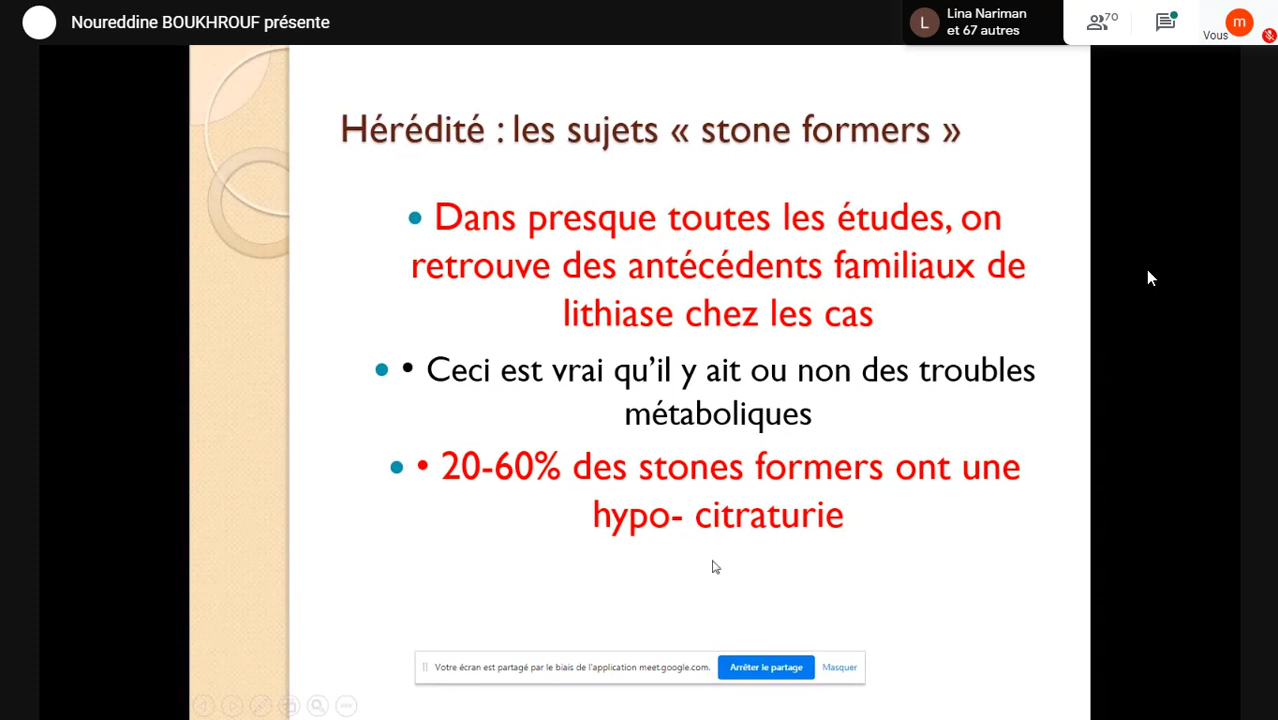 Noureddine BOUKHROUF présente
L
Lina Nariman
et 67 autres
70
m
Vous
Hérédité : les sujets « stone formers »
• Dans presque toutes les études, on
retrouve des antécédents familiaux de
lithiase chez les cas
• • Ceci est vrai qu’il y ait ou non des troubles
métaboliques
• • 20-60% des stones formers ont une
hypo- citraturie
Votre écran est partagé par le biais de l'application meet.google.com.
Arrêter le partage
Masquer